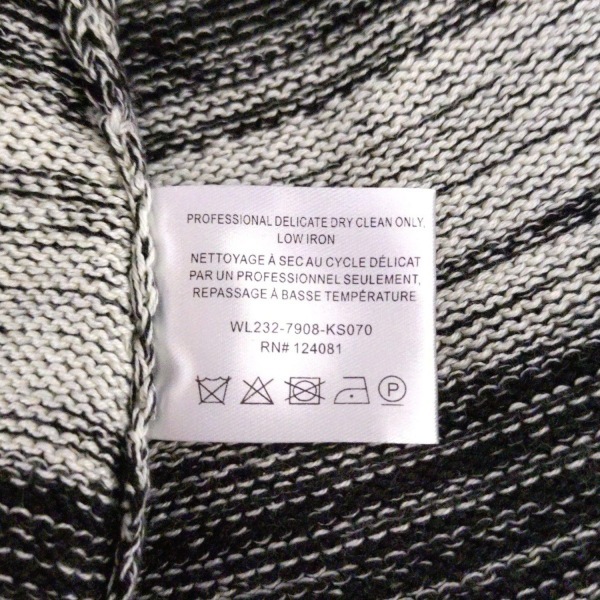 PROFESSIONAL DELICATE DRY CLEAN ONLY,
LOW IRON
NETTOYAGE À SEC AU CYCLE DÉLICAT
PAR UN PROFESSIONNEL SEULEMENT,
REPASSAGE À BASSE TEMPÉRATURE
WL232-7908-KS070
RN# 124081
P